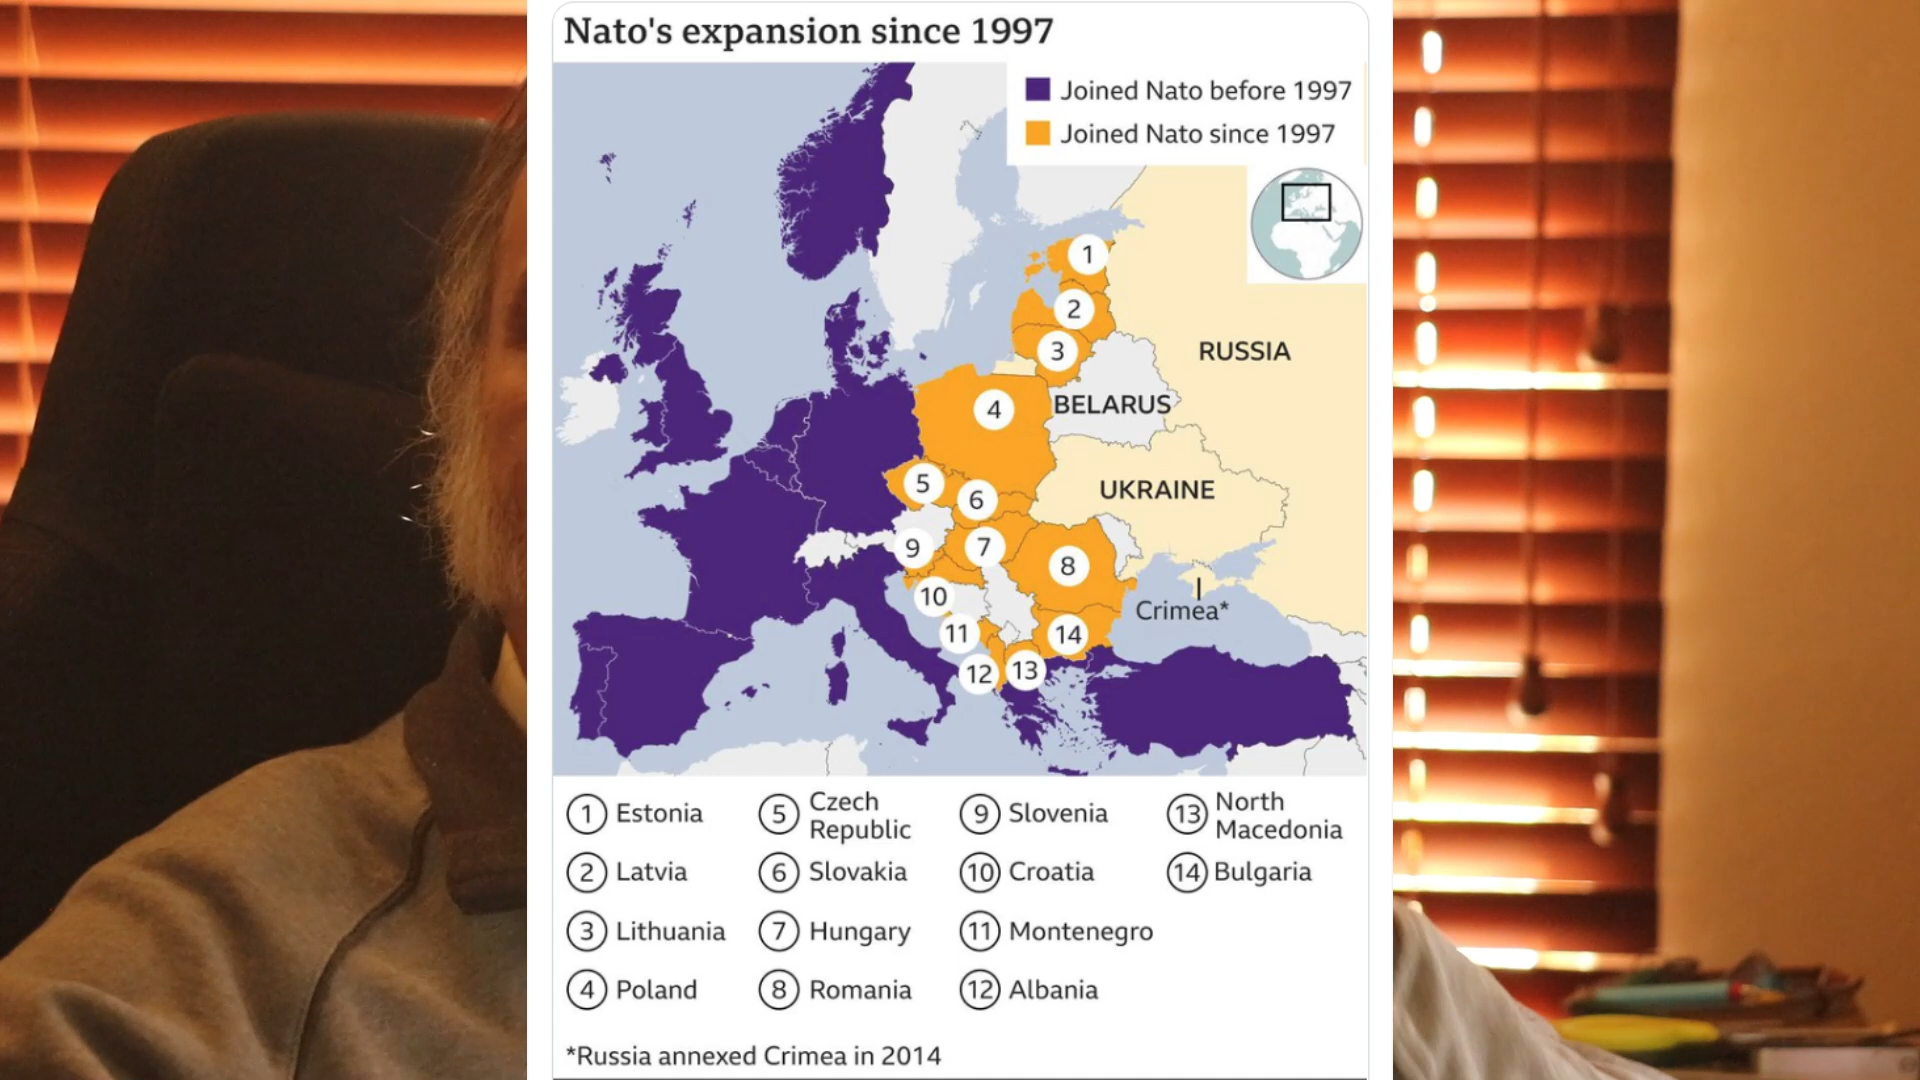 Nato's expansion since 1997
Joined Nato before 1997
Joined Nato since 1997
1
2
3
4
5
6
7
8
9
10
11
12
13
14
RUSSIA
BELARUS
UKRAINE
Crimea*
1 Estonia
2 Latvia
3 Lithuania
4 Poland
5 Czech
Republic
6 Slovakia
7 Hungary
8 Romania
9 Slovenia
10 Croatia
11 Montenegro
12 Albania
13 North
Macedonia
14 Bulgaria
*Russia annexed Crimea in 2014